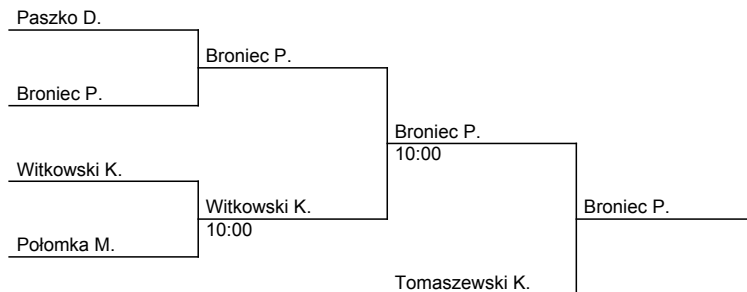 Paszko D.
Broniec P.
Broniec P.
Broniec P.
10:00
Witkowski K.
Witkowski K.
10:00
Broniec P.
Połomka M.
Tomaszewski K.